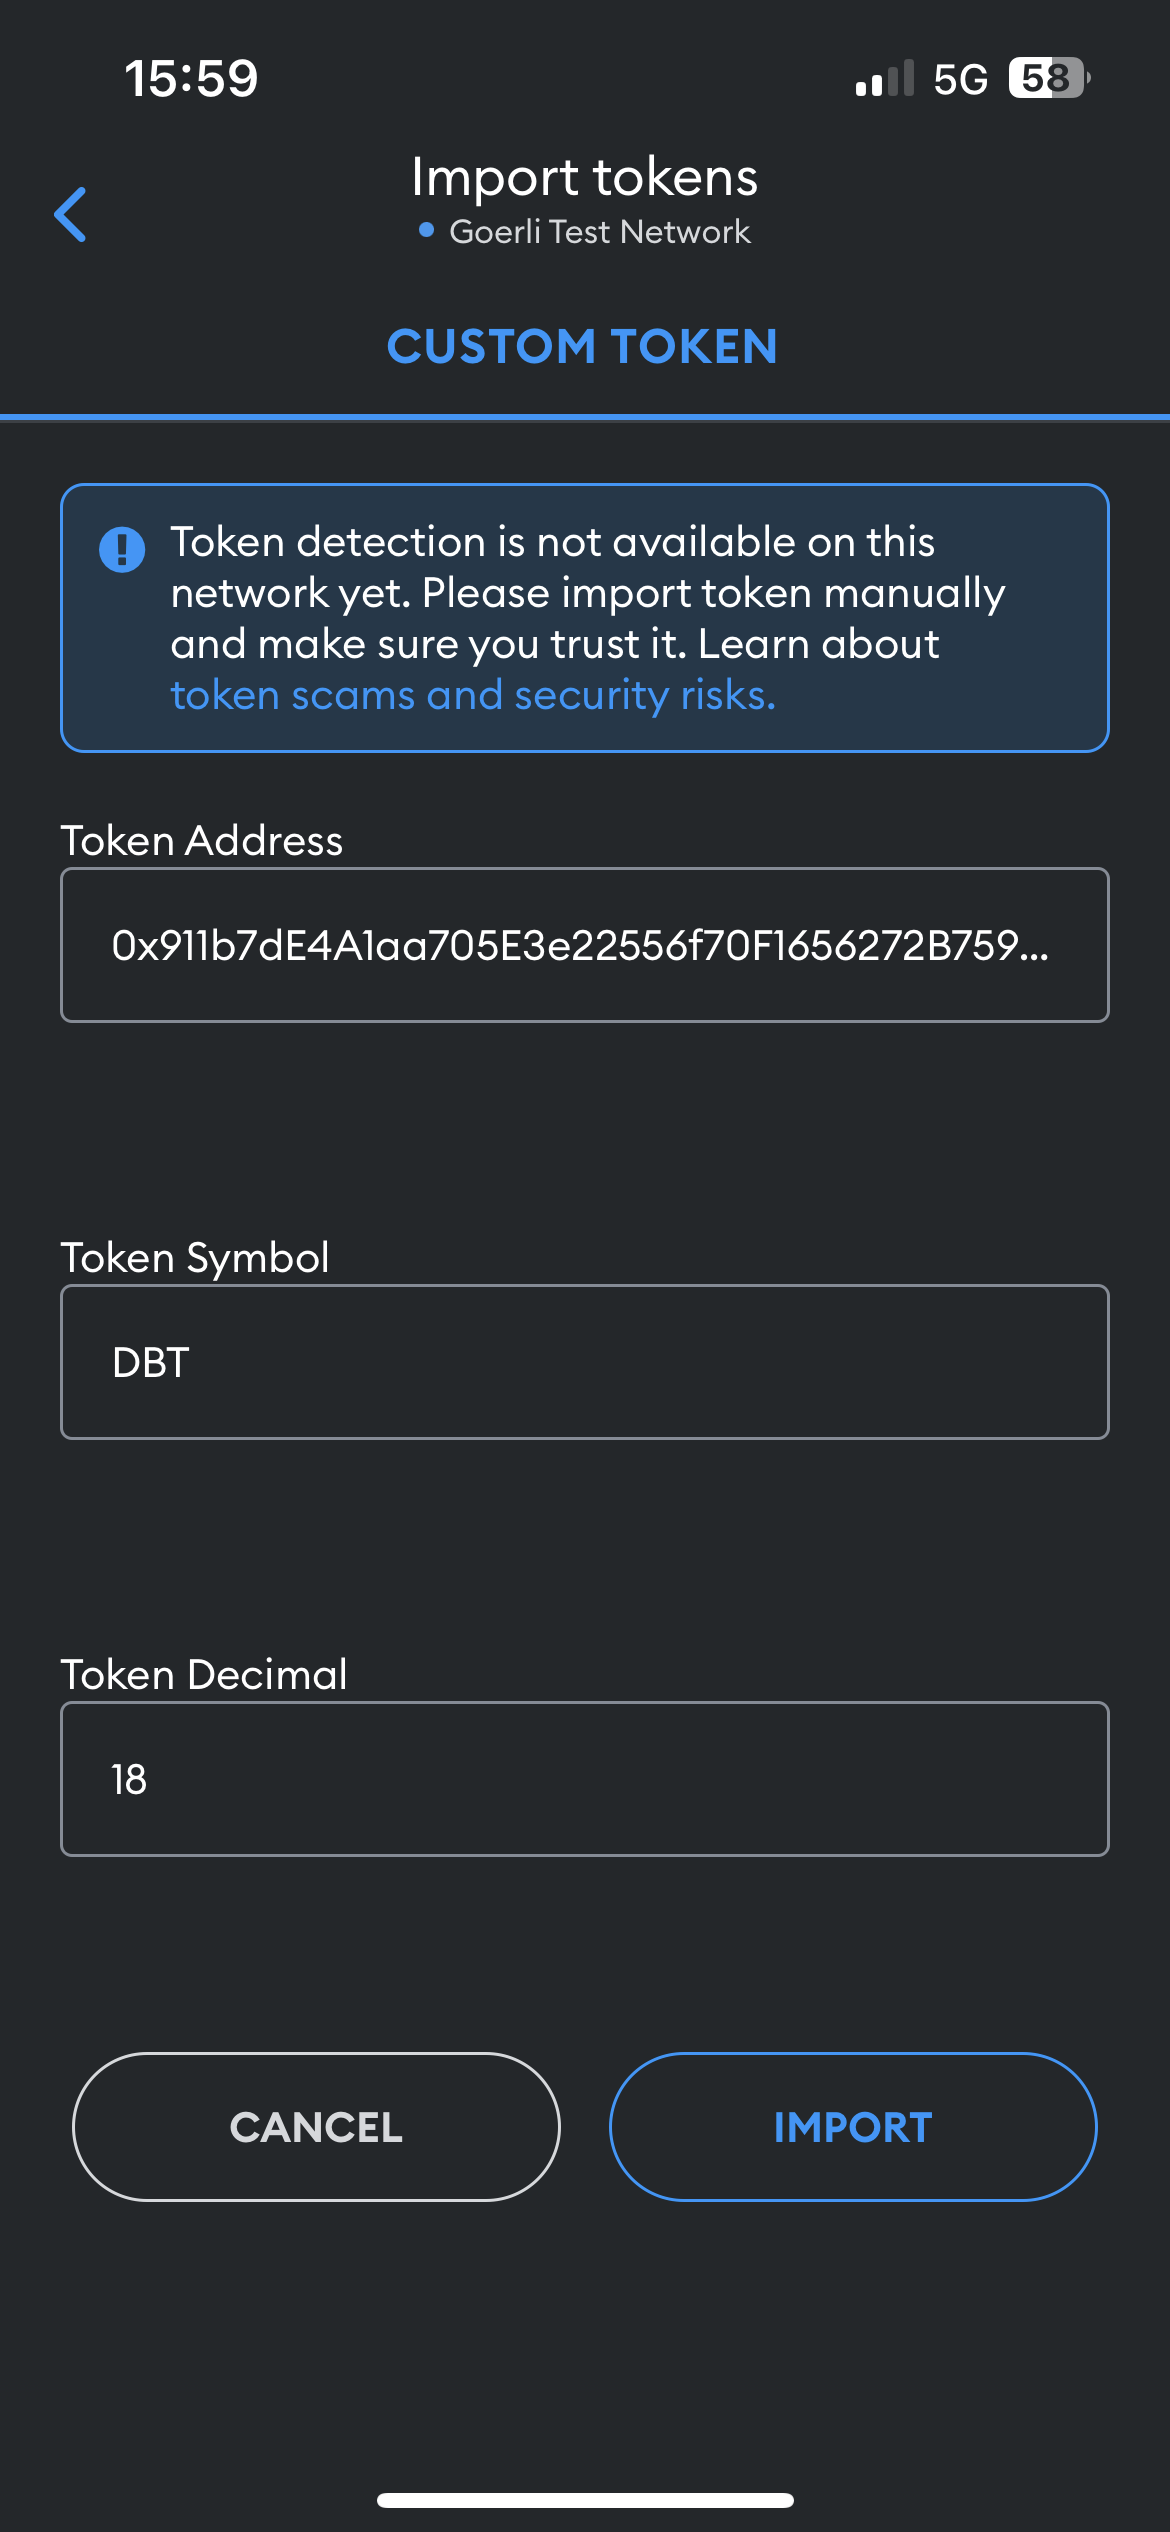 15:59
5G 58
Import tokens
Goerli Test Network
CUSTOM TOKEN
Token detection is not available on this
network yet. Please import token manually
and make sure you trust it. Learn about
token scams and security risks.
Token Address
0x911b7dE4A1aa705E3e22556f70F1656272B759...
Token Symbol
DBT
Token Decimal
18
CANCEL
IMPORT